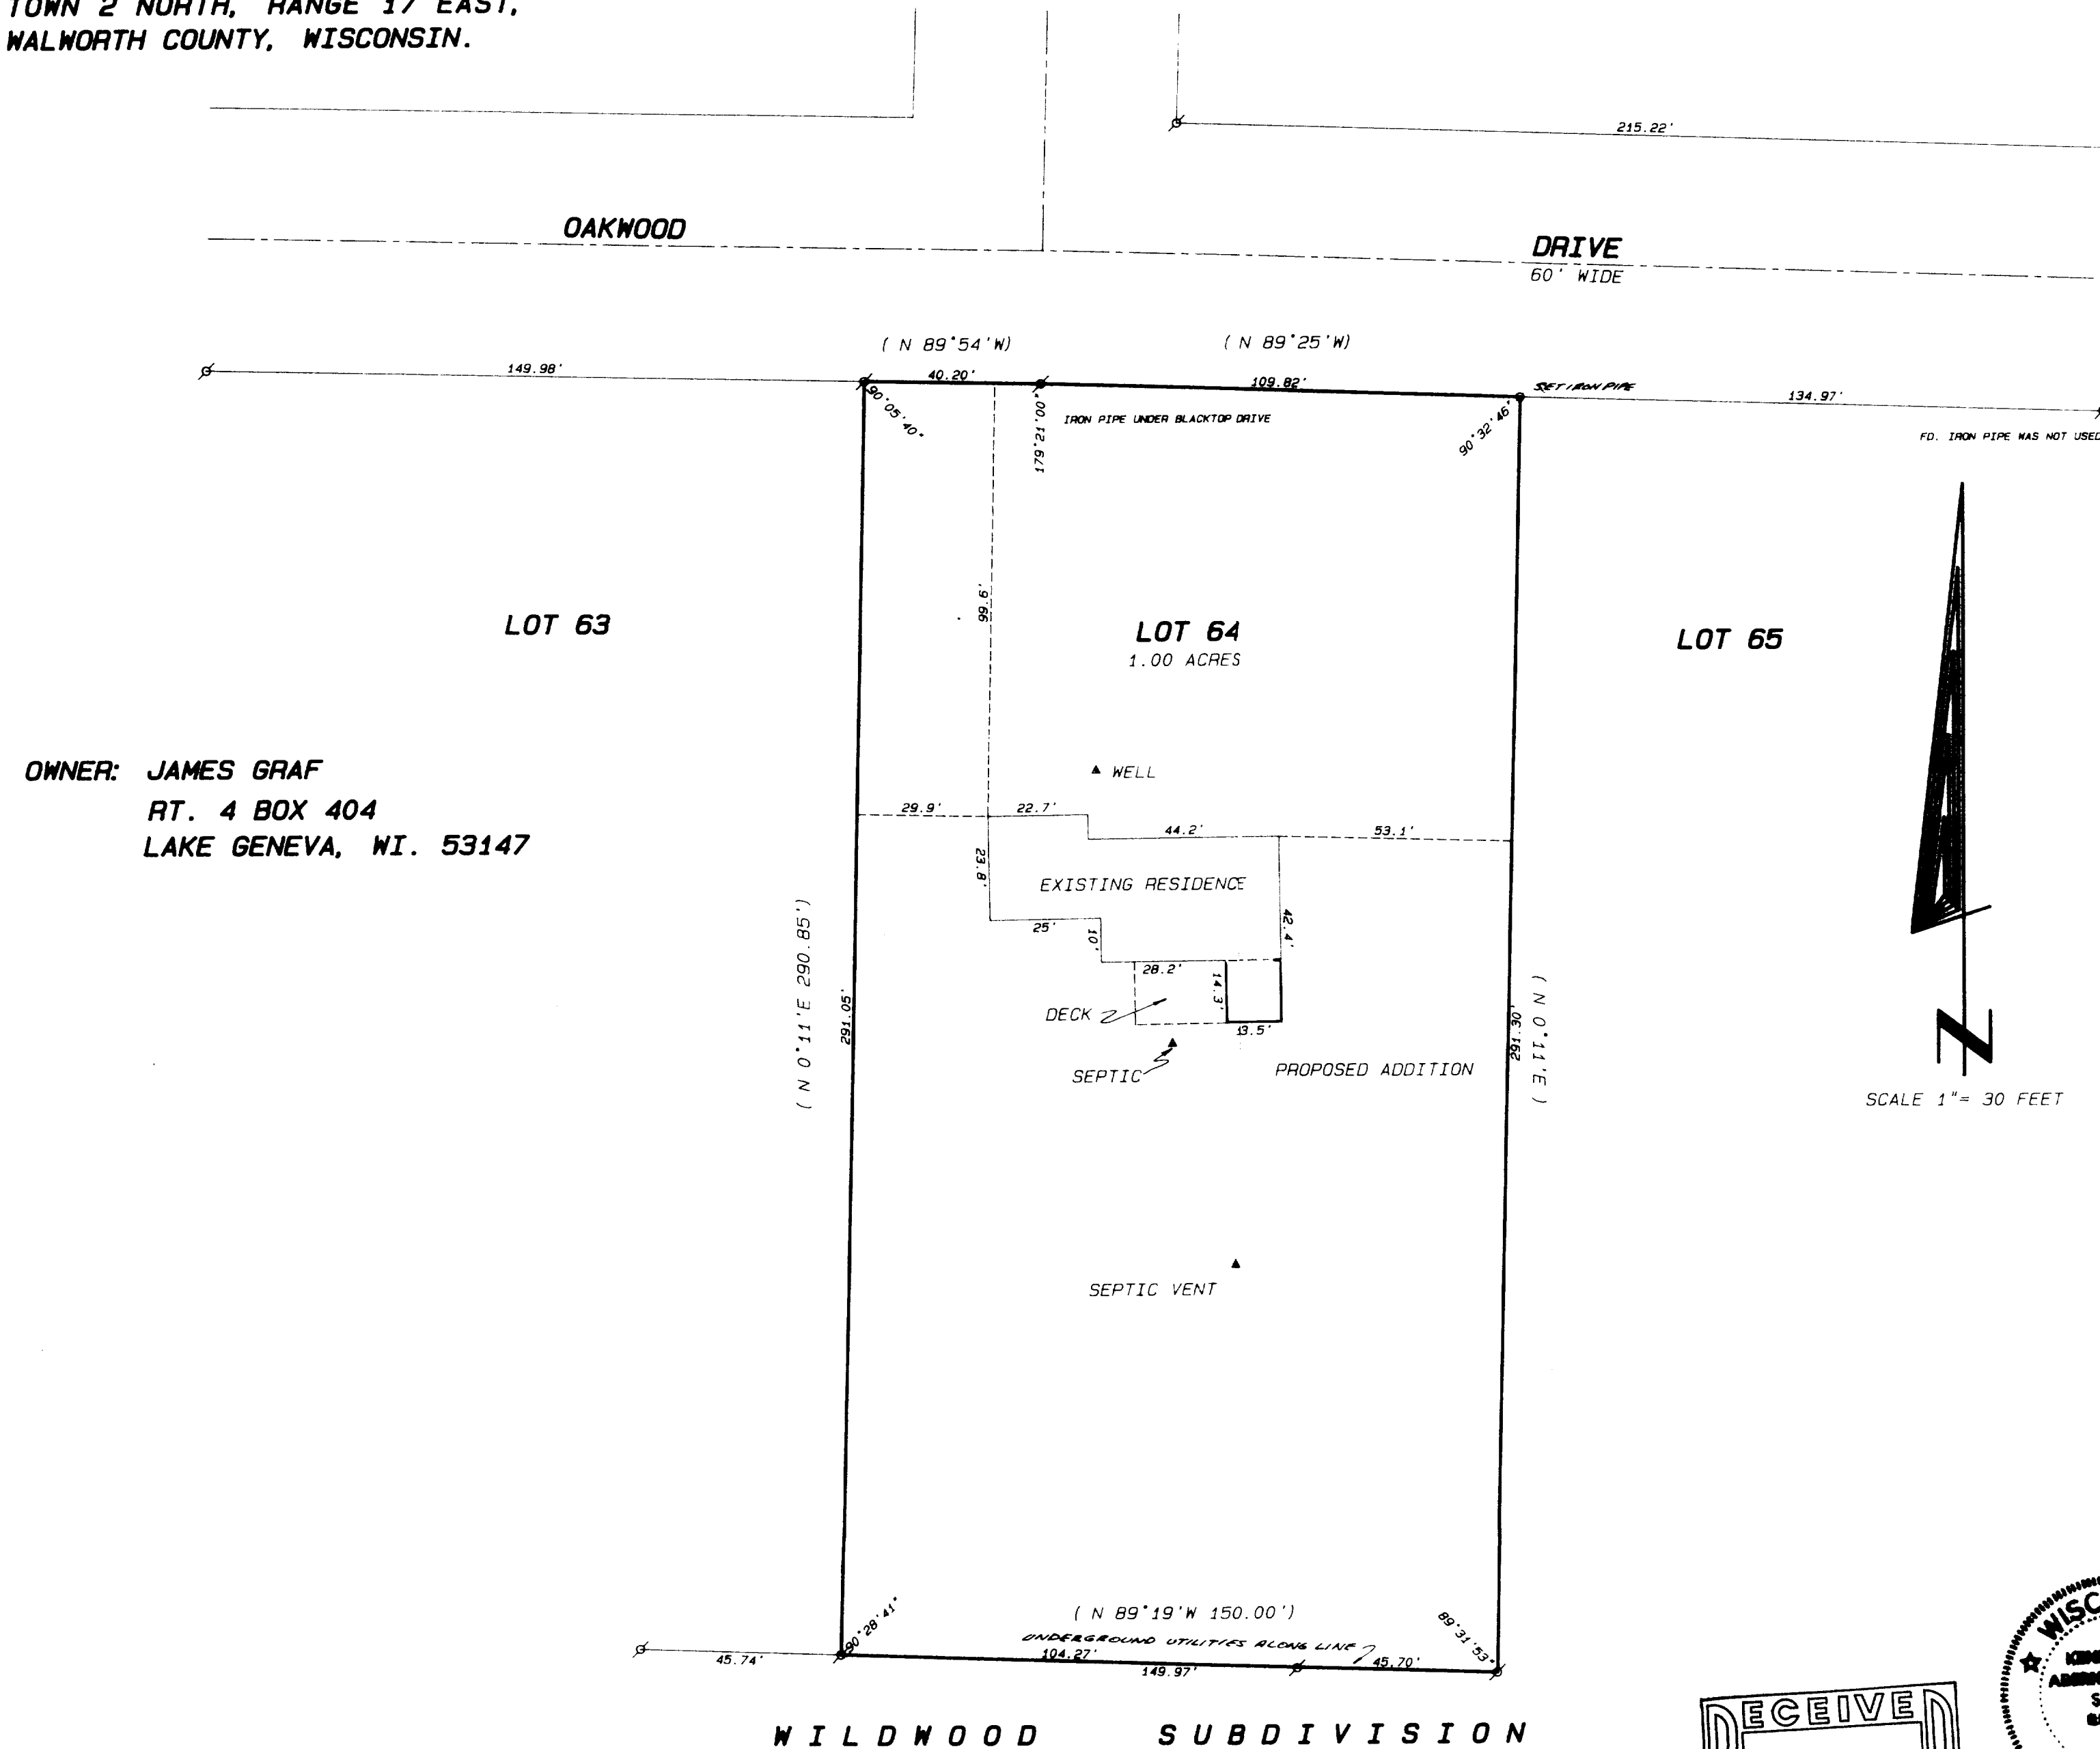 TOWN 2 NORTH, RANGE 17 EAST,
WALWORTH COUNTY, WISCONSIN.
215.22'
OAKWOOD DRIVE
60' WIDE
( N 89°54'W) ( N 89°25'W)
149.98' 40.20' 109.82' SET IRON PIPE 134.97'
90°05'40" 179°21'00" IRON PIPE UNDER BLACKTOP DRIVE 90°32'46" FD. IRON PIPE WAS NOT USED
99.9'
LOT 63 LOT 64 LOT 65
1.00 ACRES
OWNER: JAMES GRAF
RT. 4 BOX 404
LAKE GENEVA, WI. 53147
WELL
29.9' 22.7' 44.2' 53.1'
23.8' EXISTING RESIDENCE
25' 10' 42.4'
28.2' 14.3'
DECK 13.5'
SEPTIC PROPOSED ADDITION
( N 0°11'E 290.85') 291.05' 291.30' ( N 0°11'E )
N
SCALE 1"= 30 FEET
SEPTIC VENT
90°28'41" ( N 89°19'W 150.00') 89°31'53"
UNDERGROUND UTILITIES ALONG LINE
45.74' 104.27' 149.97' 45.70'
WILDWOOD SUBDIVISION
RECEIVED
WISC